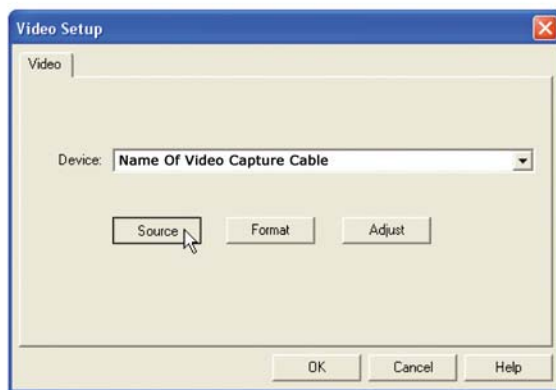 Video Setup
Video
Device: Name Of Video Capture Cable
Source Format Adjust
OK Cancel Help